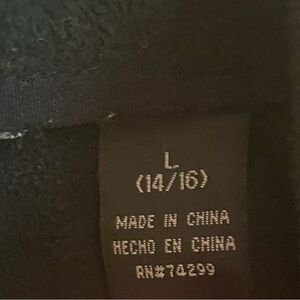 L
(14/16)
MADE IN CHINA
HECHO EN CHINA
RN#74299